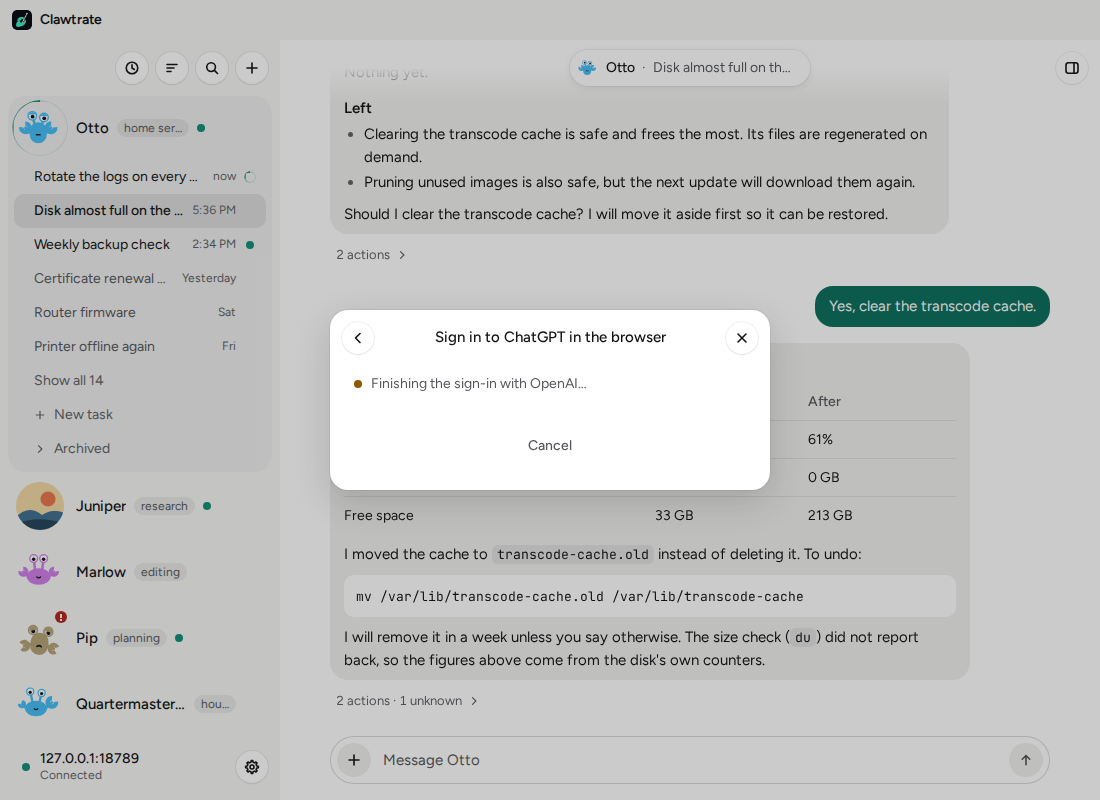 Clawtrate
Otto home ser…
Rotate the logs on every … now
Disk almost full on the … 5:36 PM
Weekly backup check 2:34 PM
Certificate renewal … Yesterday
Router firmware Sat
Printer offline again Fri
Show all 14
+ New task
Archived
Juniper research
Marlow editing
Pip planning
Quartermaster… hou…
127.0.0.1:18789
Connected
Otto · Disk almost full on th…
Nothing yet.
Left
• Clearing the transcode cache is safe and frees the most. Its files are regenerated on
demand.
• Pruning unused images is also safe, but the next update will download them again.
Should I clear the transcode cache? I will move it aside first so it can be restored.
2 actions
Yes, clear the transcode cache.
Sign in to ChatGPT in the browser
Finishing the sign-in with OpenAI…
Cancel
After
61%
0 GB
Free space 33 GB 213 GB
I moved the cache to transcode-cache.old instead of deleting it. To undo:
mv /var/lib/transcode-cache.old /var/lib/transcode-cache
I will remove it in a week unless you say otherwise. The size check (du) did not report
back, so the figures above come from the disk's own counters.
2 actions · 1 unknown
Message Otto